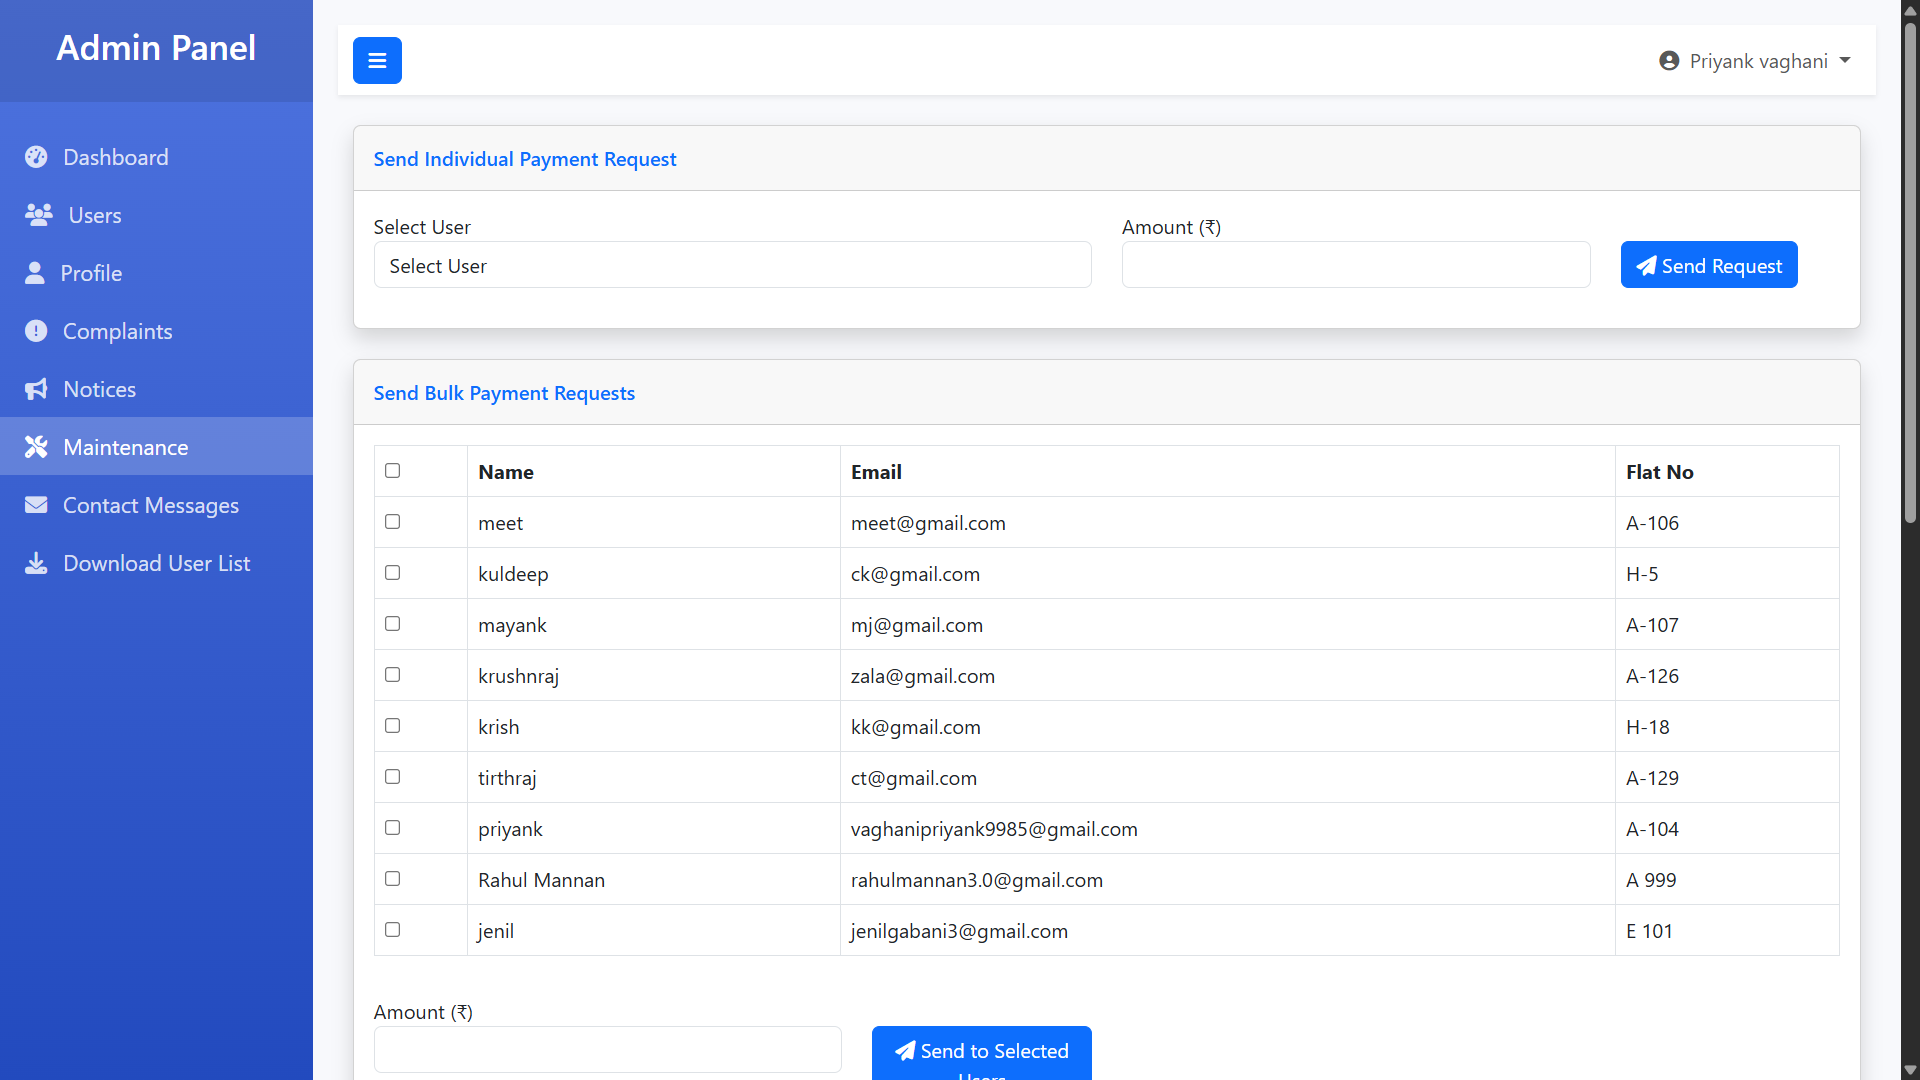 Admin Panel
Dashboard
Users
Profile
Complaints
Notices
Maintenance
Contact Messages
Download User List
Priyank vaghani
Send Individual Payment Request
Select User
Amount (₹)
Select User
Send Request
Send Bulk Payment Requests
Name Email Flat No
meet meet@gmail.com A-106
kuldeep ck@gmail.com H-5
mayank mj@gmail.com A-107
krushnraj zala@gmail.com A-126
krish kk@gmail.com H-18
tirthraj ct@gmail.com A-129
priyank vaghanipriyank9985@gmail.com A-104
Rahul Mannan rahulmannan3.0@gmail.com A 999
jenil jenilgabani3@gmail.com E 101
Amount (₹)
Send to Selected
Users